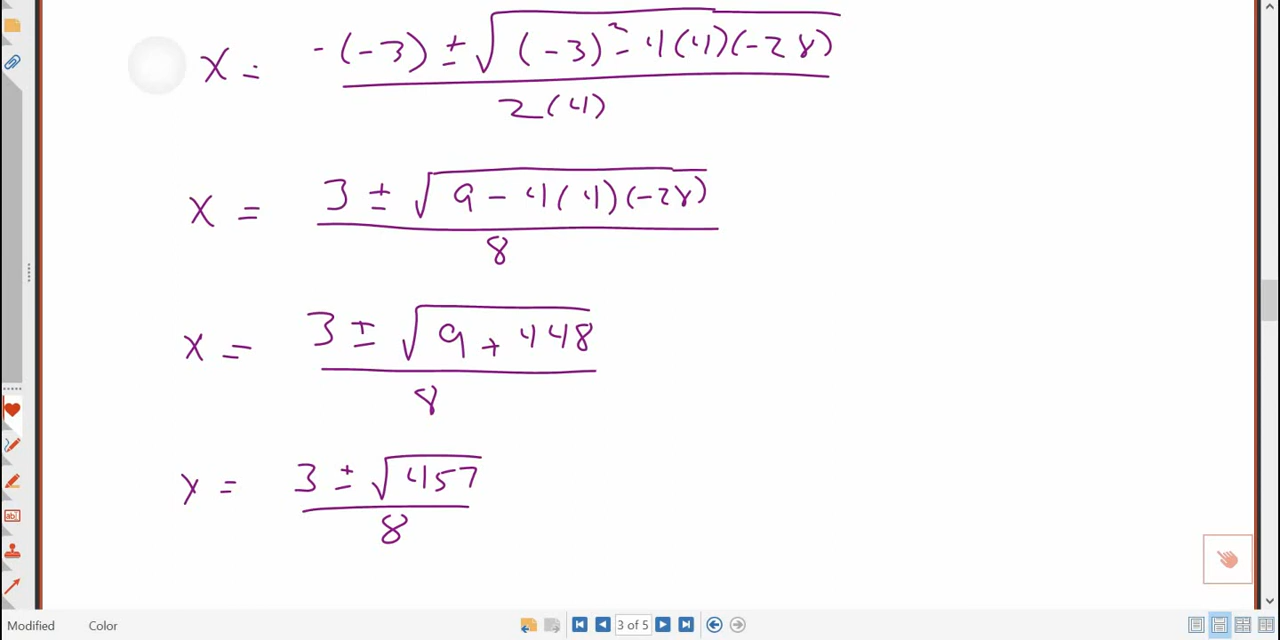 x = -(-3) ± √(-3)² - 4(4)(-28)
2(4)
x = 3 ± √9 - 4(4)(-28)
8
x = 3 ± √9 + 448
8
x = 3 ± √457
8
Modified Color 3 of 5